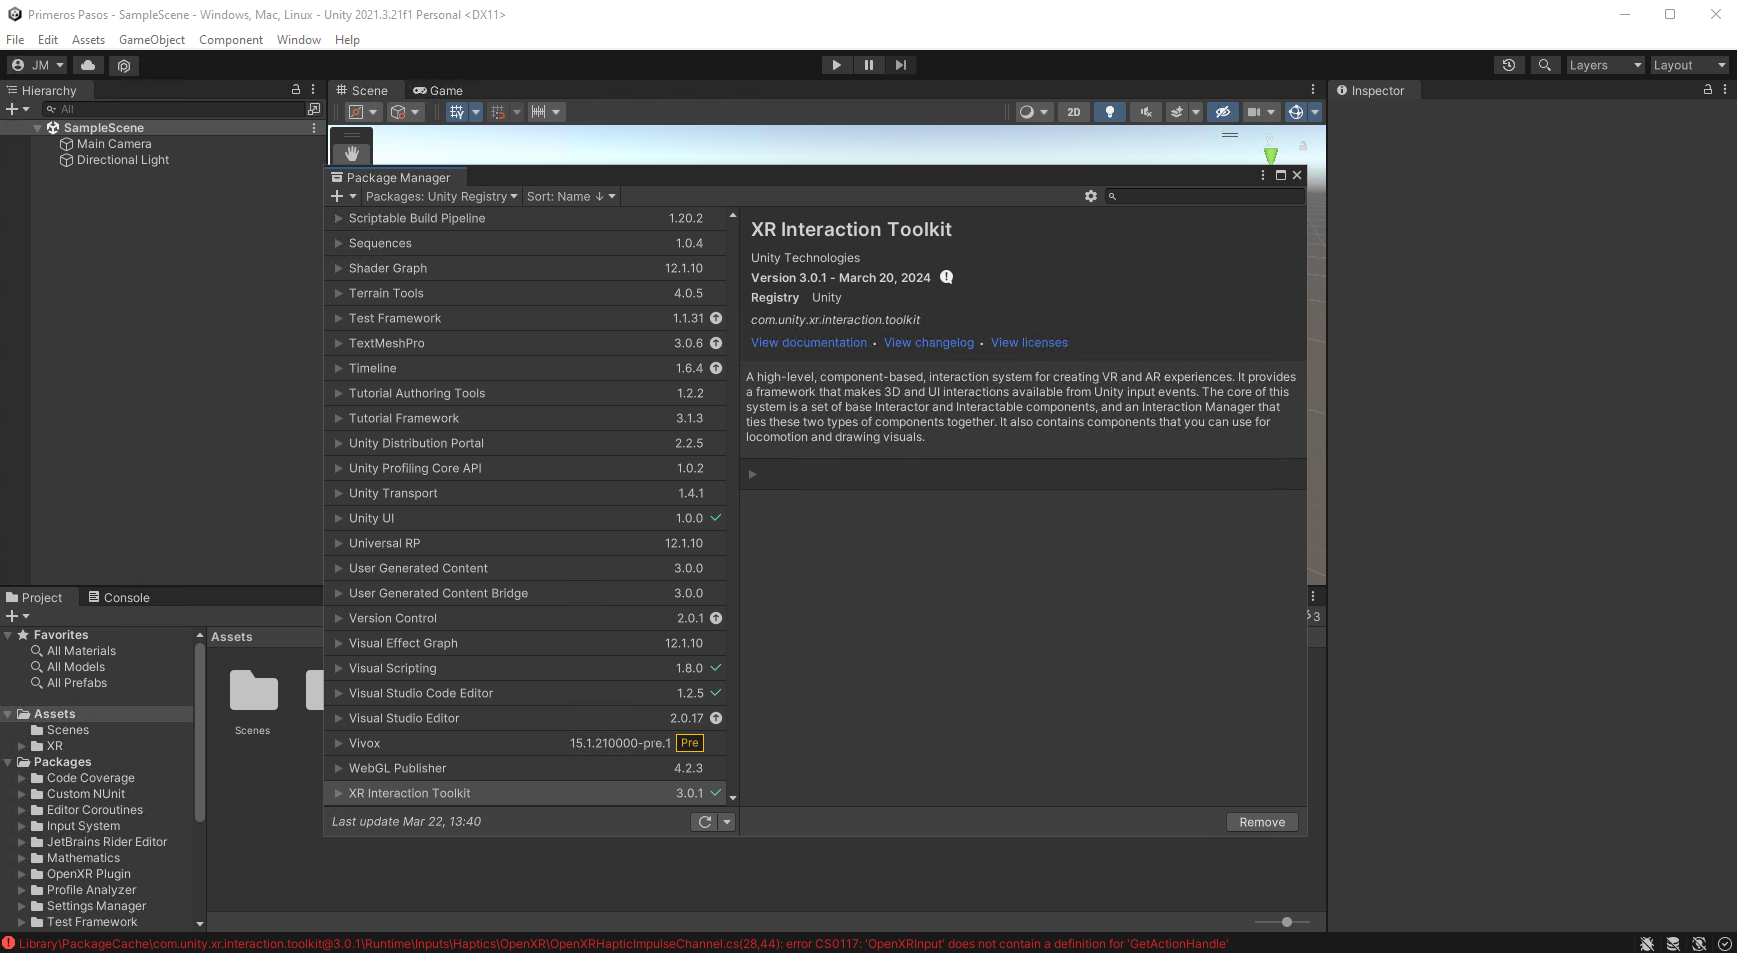 Primeros Pasos - SampleScene - Windows, Mac, Linux - Unity 2021.3.21f1 Personal <DX11>
File Edit Assets GameObject Component Window Help
JM
Layers
Layout
Hierarchy
All
SampleScene
Main Camera
Directional Light
Scene
Game
2D
Inspector
Package Manager
Packages: Unity Registry
Sort: Name ↓
Scriptable Build Pipeline 1.20.2
Sequences 1.0.4
Shader Graph 12.1.10
Terrain Tools 4.0.5
Test Framework 1.1.31
TextMeshPro 3.0.6
Timeline 1.6.4
Tutorial Authoring Tools 1.2.2
Tutorial Framework 3.1.3
Unity Distribution Portal 2.2.5
Unity Profiling Core API 1.0.2
Unity Transport 1.4.1
Unity UI 1.0.0
Universal RP 12.1.10
User Generated Content 3.0.0
User Generated Content Bridge 3.0.0
Version Control 2.0.1
Visual Effect Graph 12.1.10
Visual Scripting 1.8.0
Visual Studio Code Editor 1.2.5
Visual Studio Editor 2.0.17
Vivox 15.1.210000-pre.1 Pre
WebGL Publisher 4.2.3
XR Interaction Toolkit 3.0.1
Last update Mar 22, 13:40
XR Interaction Toolkit
Unity Technologies
Version 3.0.1 - March 20, 2024
Registry Unity
com.unity.xr.interaction.toolkit
View documentation • View changelog • View licenses
A high-level, component-based, interaction system for creating VR and AR experiences. It provides
a framework that makes 3D and UI interactions available from Unity input events. The core of this
system is a set of base Interactor and Interactable components, and an Interaction Manager that
ties these two types of components together. It also contains components that you can use for
locomotion and drawing visuals.
Remove
Project
Console
3
Favorites
All Materials
All Models
All Prefabs
Assets
Scenes
XR
Packages
Code Coverage
Custom NUnit
Editor Coroutines
Input System
JetBrains Rider Editor
Mathematics
OpenXR Plugin
Profile Analyzer
Settings Manager
Test Framework
Assets
Scenes
Library\PackageCache\com.unity.xr.interaction.toolkit@3.0.1\Runtime\Inputs\Haptics\OpenXR\OpenXRHapticImpulseChannel.cs(28,44): error CS0117: 'OpenXRInput' does not contain a definition for 'GetActionHandle'